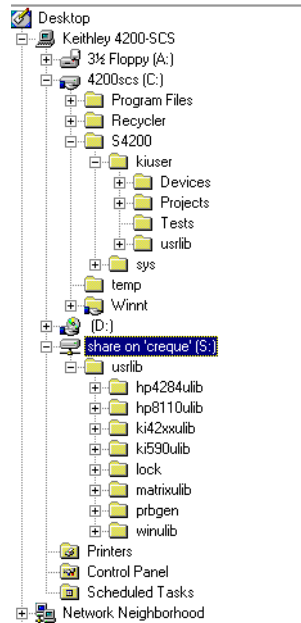 Desktop
Keithley 4200-SCS
3½ Floppy (A:)
4200scs (C:)
Program Files
Recycler
S4200
kiuser
Devices
Projects
Tests
usrlib
sys
temp
Winnt
(D:)
share on 'creque' (S:)
usrlib
hp4284ulib
hp8110ulib
ki42xxulib
ki590ulib
lock
matrixulib
prbgen
winulib
Printers
Control Panel
Scheduled Tasks
Network Neighborhood